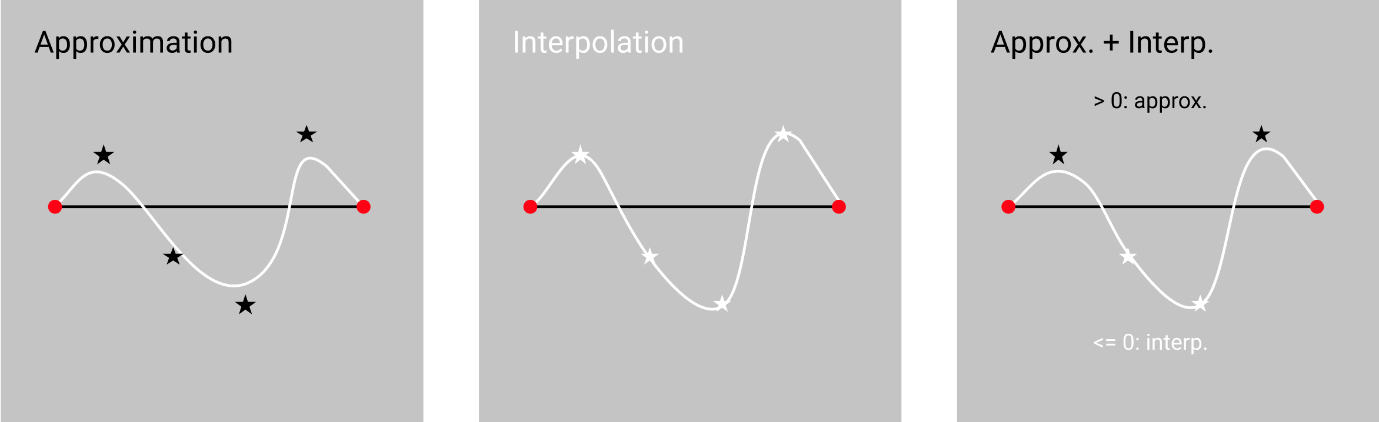 Approximation
Interpolation
Approx. + Interp.
> 0: approx.
<= 0: interp.